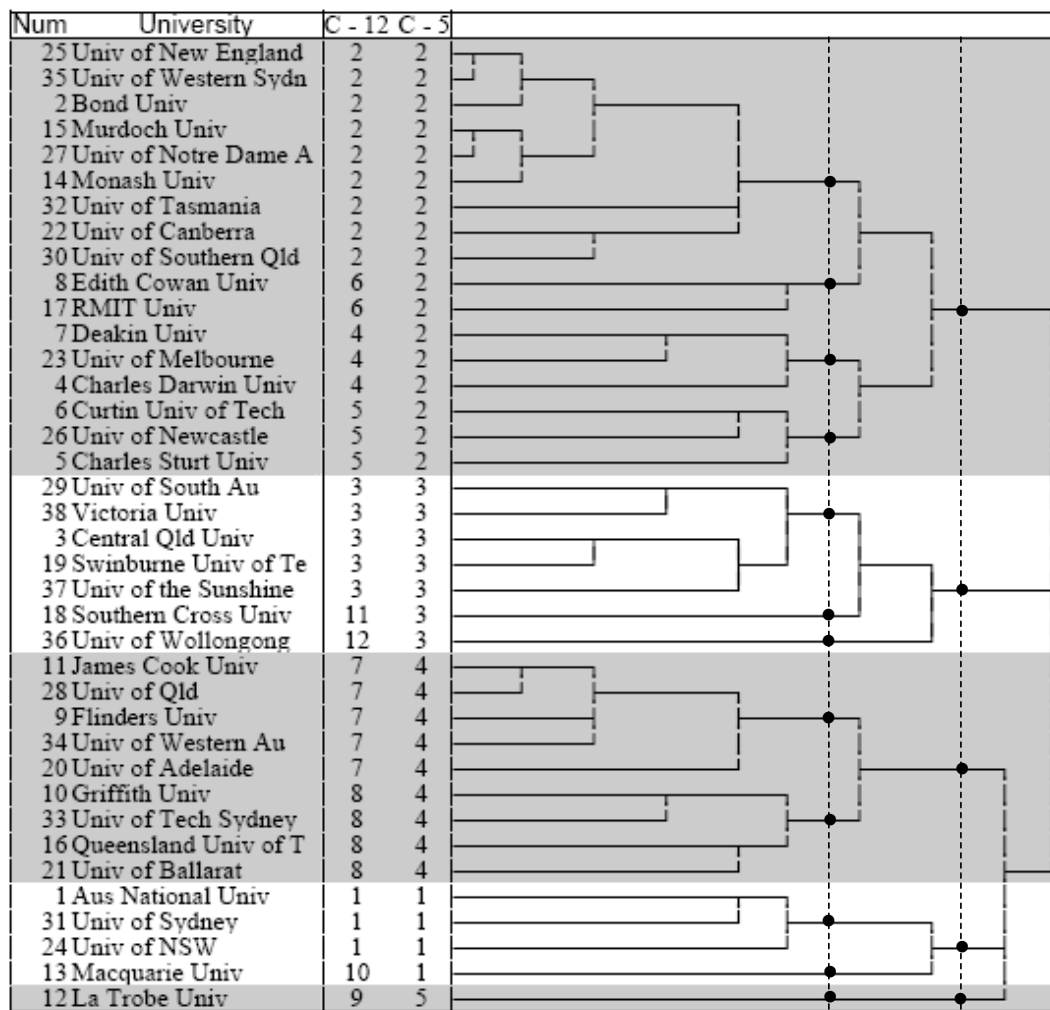 Num University C - 12 C - 5
25 Univ of New England 2 2
35 Univ of Western Sydn 2 2
2 Bond Univ 2 2
15 Murdoch Univ 2 2
27 Univ of Notre Dame A 2 2
14 Monash Univ 2 2
32 Univ of Tasmania 2 2
22 Univ of Canberra 2 2
30 Univ of Southern Qld 2 2
8 Edith Cowan Univ 6 2
17 RMIT Univ 6 2
7 Deakin Univ 4 2
23 Univ of Melbourne 4 2
4 Charles Darwin Univ 4 2
6 Curtin Univ of Tech 5 2
26 Univ of Newcastle 5 2
5 Charles Sturt Univ 5 2
29 Univ of South Au 3 3
38 Victoria Univ 3 3
3 Central Qld Univ 3 3
19 Swinburne Univ of Te 3 3
37 Univ of the Sunshine 3 3
18 Southern Cross Univ 11 3
36 Univ of Wollongong 12 3
11 James Cook Univ 7 4
28 Univ of Qld 7 4
9 Flinders Univ 7 4
34 Univ of Western Au 7 4
20 Univ of Adelaide 7 4
10 Griffith Univ 8 4
33 Univ of Tech Sydney 8 4
16 Queensland Univ of T 8 4
21 Univ of Ballarat 8 4
1 Aus National Univ 1 1
31 Univ of Sydney 1 1
24 Univ of NSW 1 1
13 Macquarie Univ 10 1
12 La Trobe Univ 9 5